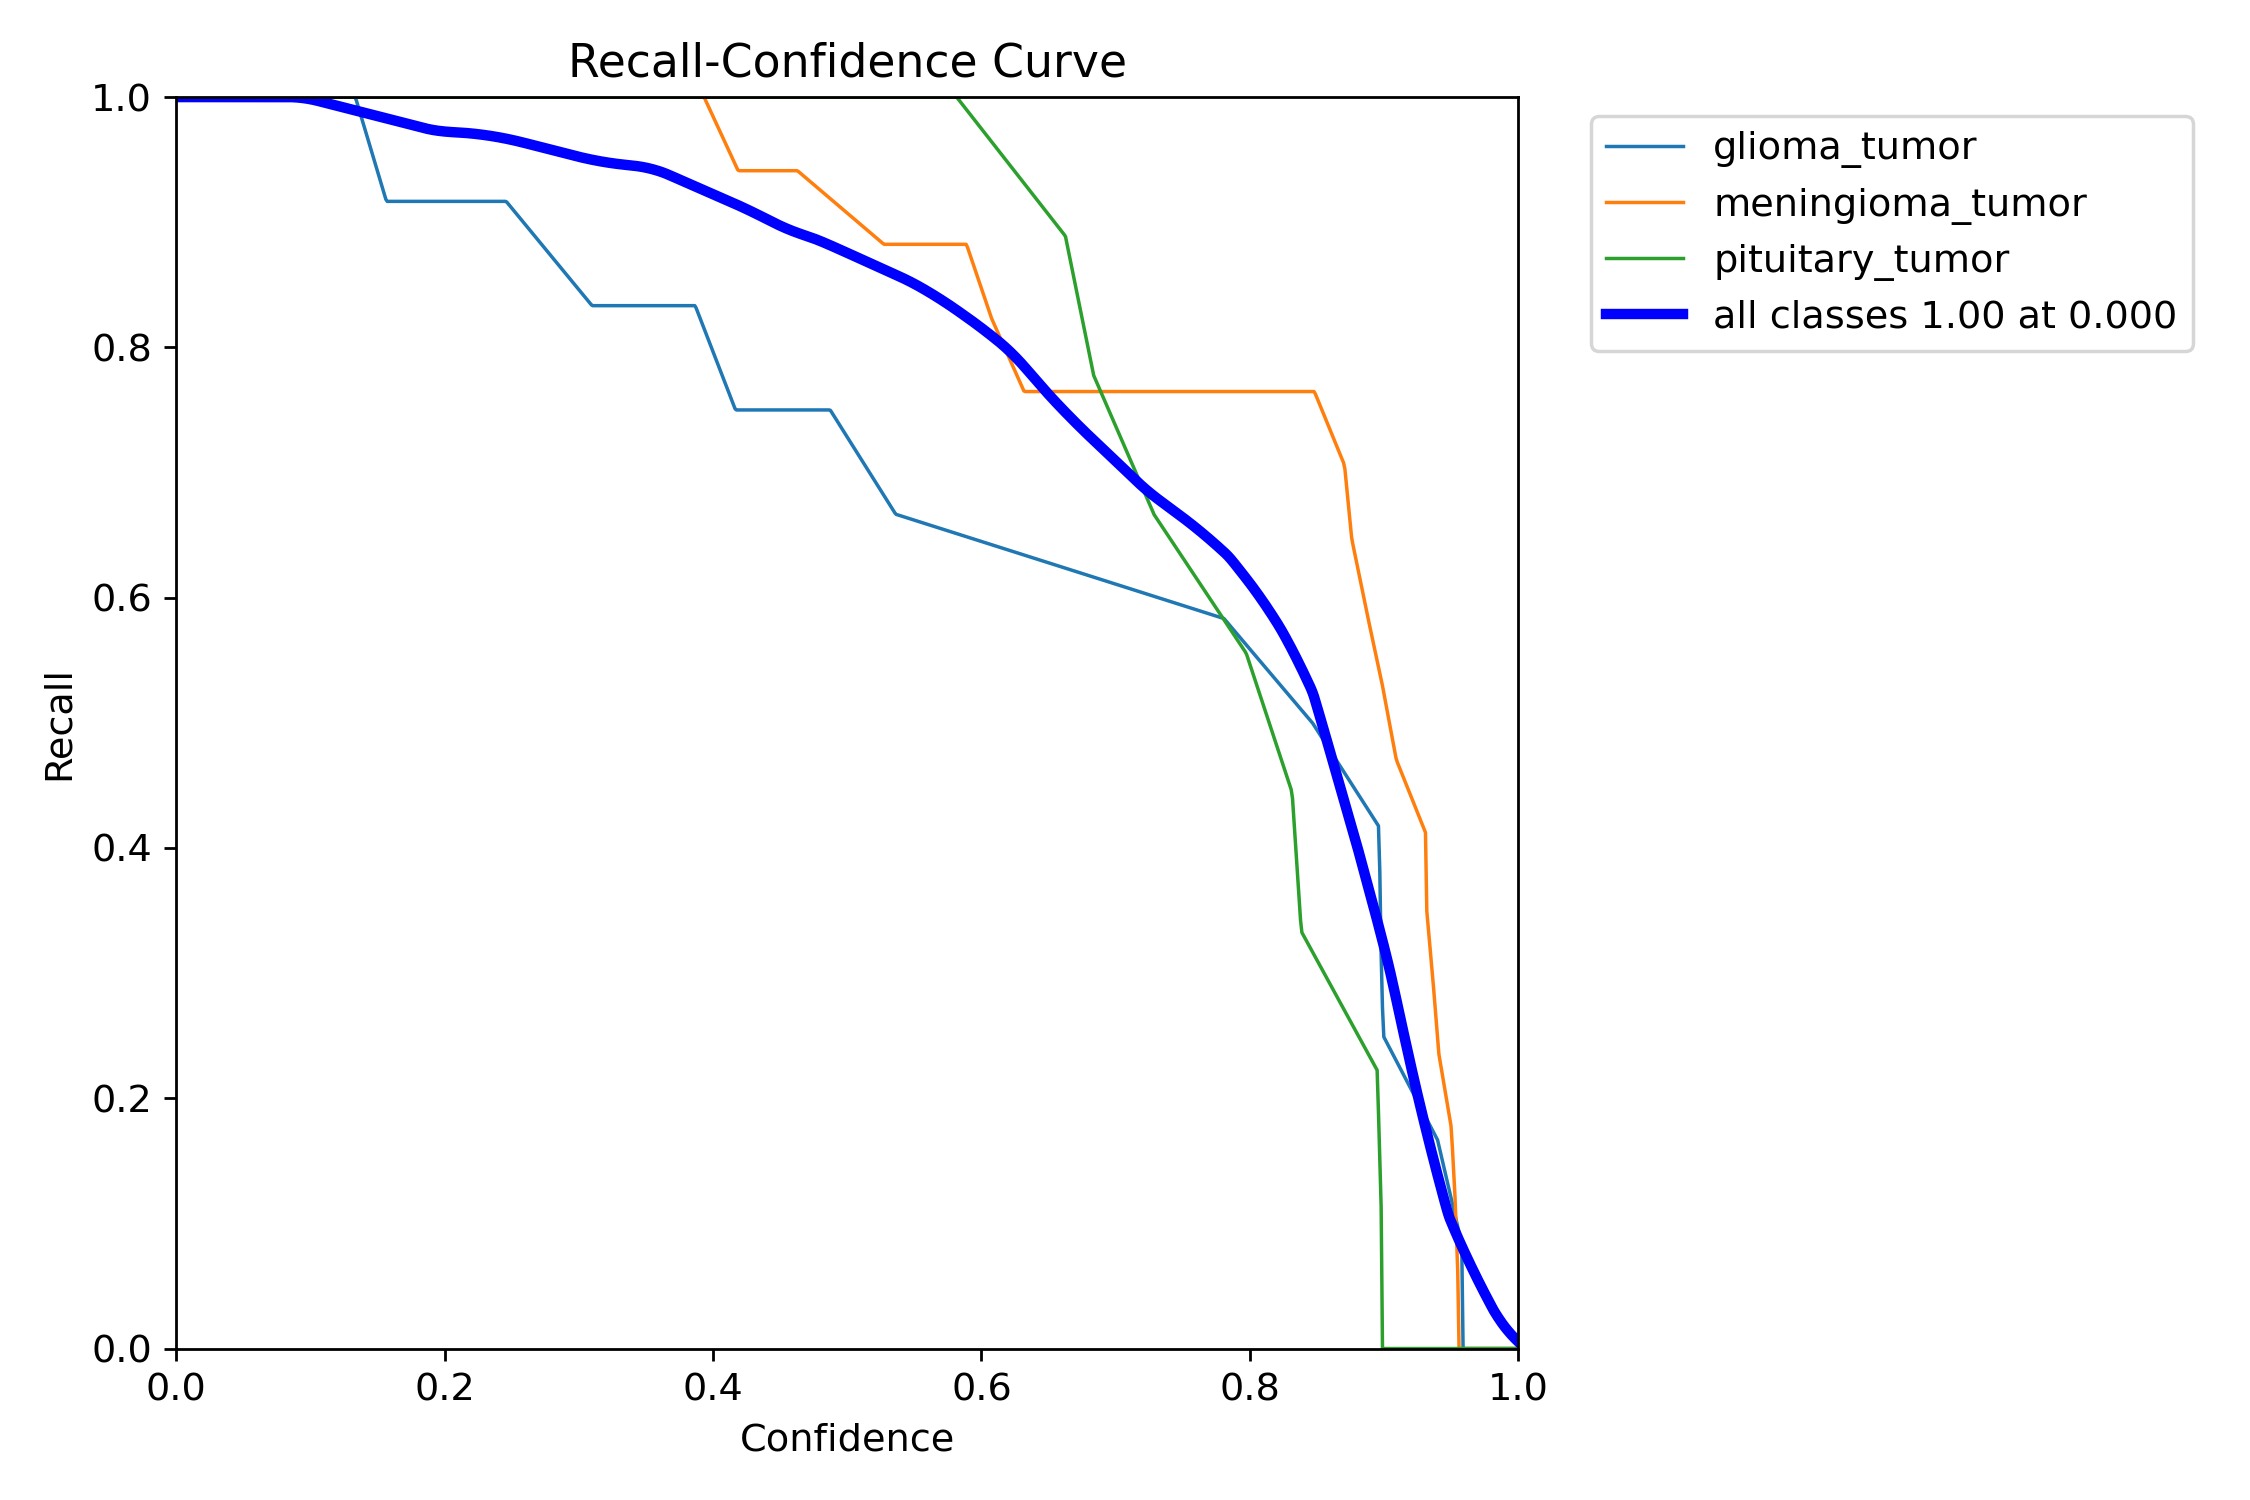 Recall-Confidence Curve
1.0
0.8
0.6
0.4
0.2
0.0
Recall
0.0 0.2 0.4 0.6 0.8 1.0
Confidence
glioma_tumor
meningioma_tumor
pituitary_tumor
all classes 1.00 at 0.000